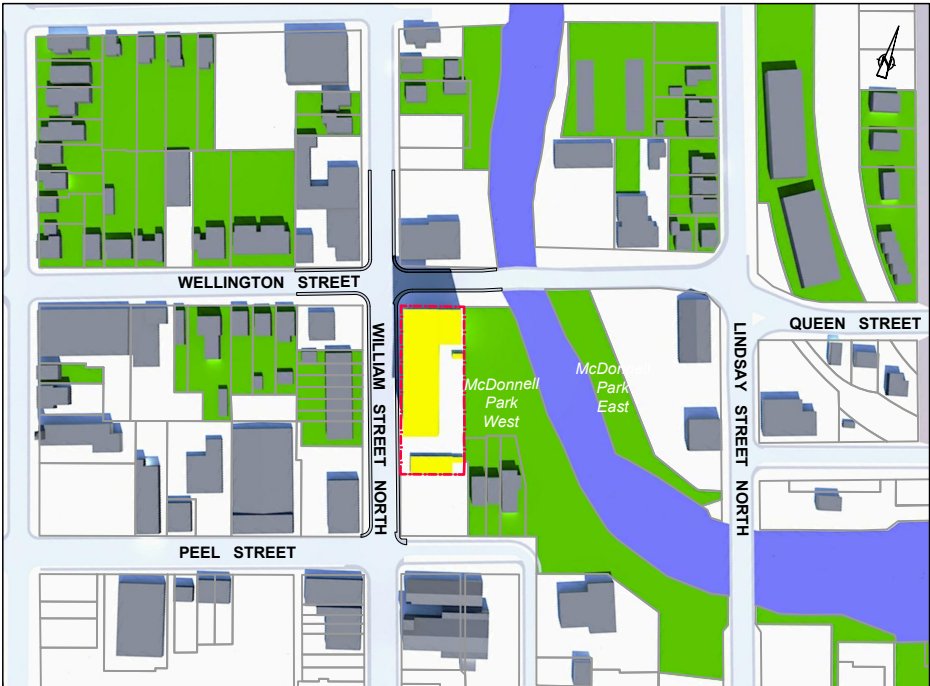 WELLINGTON STREET
WILLIAM STREET NORTH
QUEEN STREET
LINDSAY STREET NORTH
McDonnell
Park
West
McDonnell
Park
East
PEEL STREET